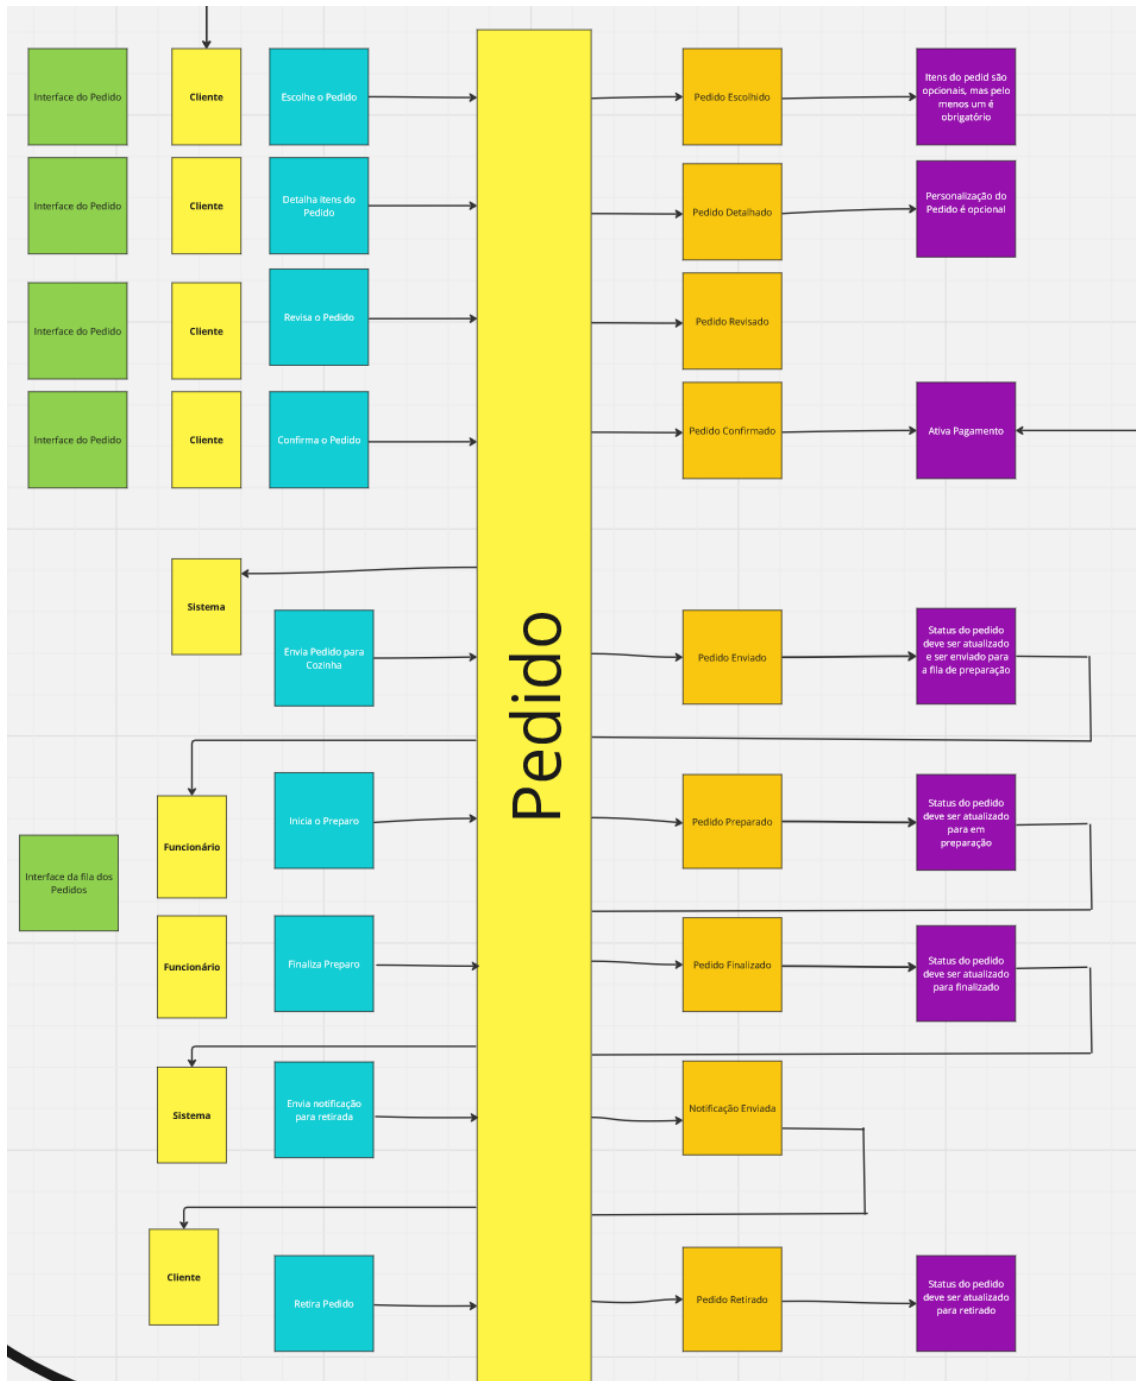 Interface do Pedido
Cliente
Escolhe o Pedido
Pedido Escolhido
Itens do pedid são
opcionais, mas pelo
menos um é
obrigatório
Interface do Pedido
Cliente
Detalha itens do
Pedido
Pedido Detalhado
Personalização do
Pedido é opcional
Interface do Pedido
Cliente
Revisa o Pedido
Pedido Revisado
Interface do Pedido
Cliente
Confirma o Pedido
Pedido Confirmado
Ativa Pagamento
Pedido
Sistema
Envia Pedido para
Cozinha
Pedido Enviado
Status do pedido
deve ser atualizado
e ser enviado para
a fila de preparação
Interface da fila dos
Pedidos
Funcionário
Inicia o Preparo
Pedido Preparado
Status do pedido
deve ser atualizado
para em
preparação
Funcionário
Finaliza Preparo
Pedido Finalizado
Status do pedido
deve ser atualizado
para finalizado
Sistema
Envia notificação
para retirada
Notificação Enviada
Cliente
Retira Pedido
Pedido Retirado
Status do pedido
deve ser atualizado
para retirado